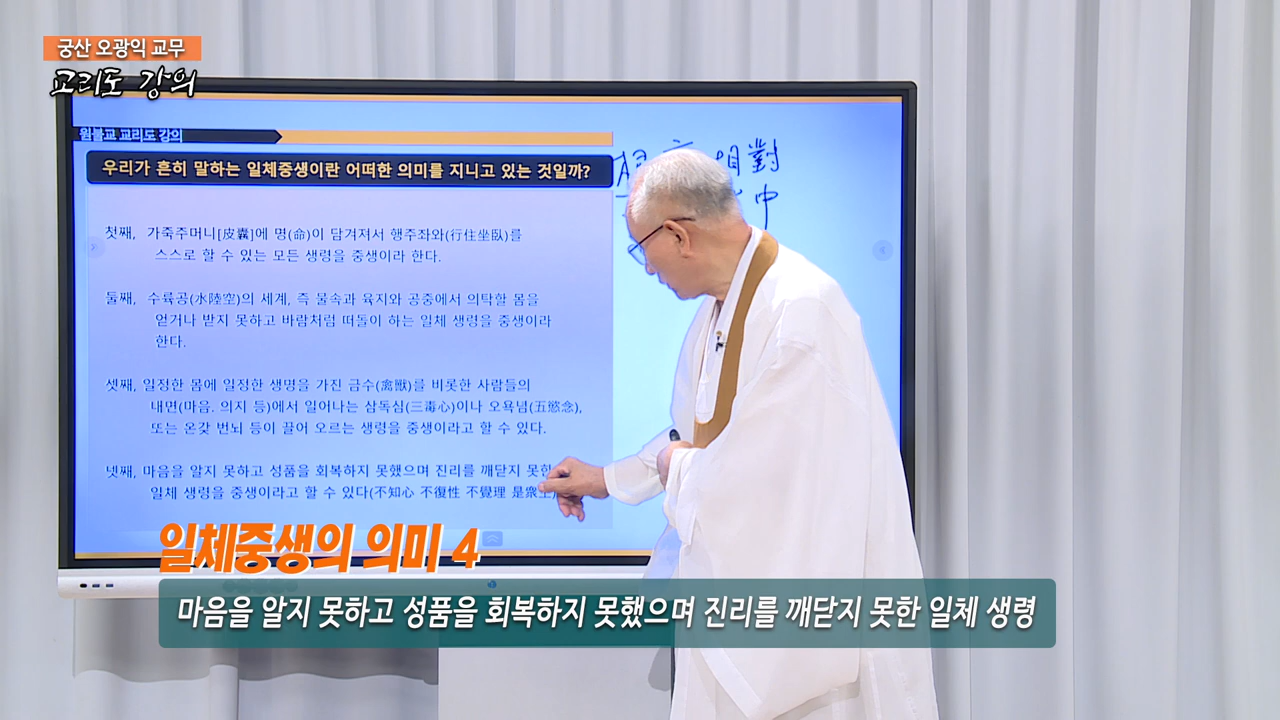 궁산 오광익 교무
교리도 강의
원불교 교리도 강의
우리가 흔히 말하는 일체중생이란 어떠한 의미를 지니고 있는 것일까?
相對
中
첫째, 가죽주머니[皮囊]에 명(命)이 담겨져서 행주좌와(行住坐臥)를
스스로 할 수 있는 모든 생령을 중생이라 한다.
둘째, 수륙공(水陸空)의 세계, 즉 물속과 육지와 공중에서 의탁할 몸을
얻거나 받지 못하고 바람처럼 떠돌이 하는 일체 생령을 중생이라
한다.
셋째, 일정한 몸에 일정한 생명을 가진 금수(禽獸)를 비롯한 사람들의
내면(마음. 의지 등)에서 일어나는 삼독심(三毒心)이나 오욕념(五慾念),
또는 온갖 번뇌 등이 끌어 오르는 생령을 중생이라고 할 수 있다.
넷째, 마음을 알지 못하고 성품을 회복하지 못했으며 진리를 깨닫지 못한
일체 생령을 중생이라고 할 수 있다(不知心 不復性 不覺理 是衆生)
일체중생의 의미 4
마음을 알지 못하고 성품을 회복하지 못했으며 진리를 깨닫지 못한 일체 생령